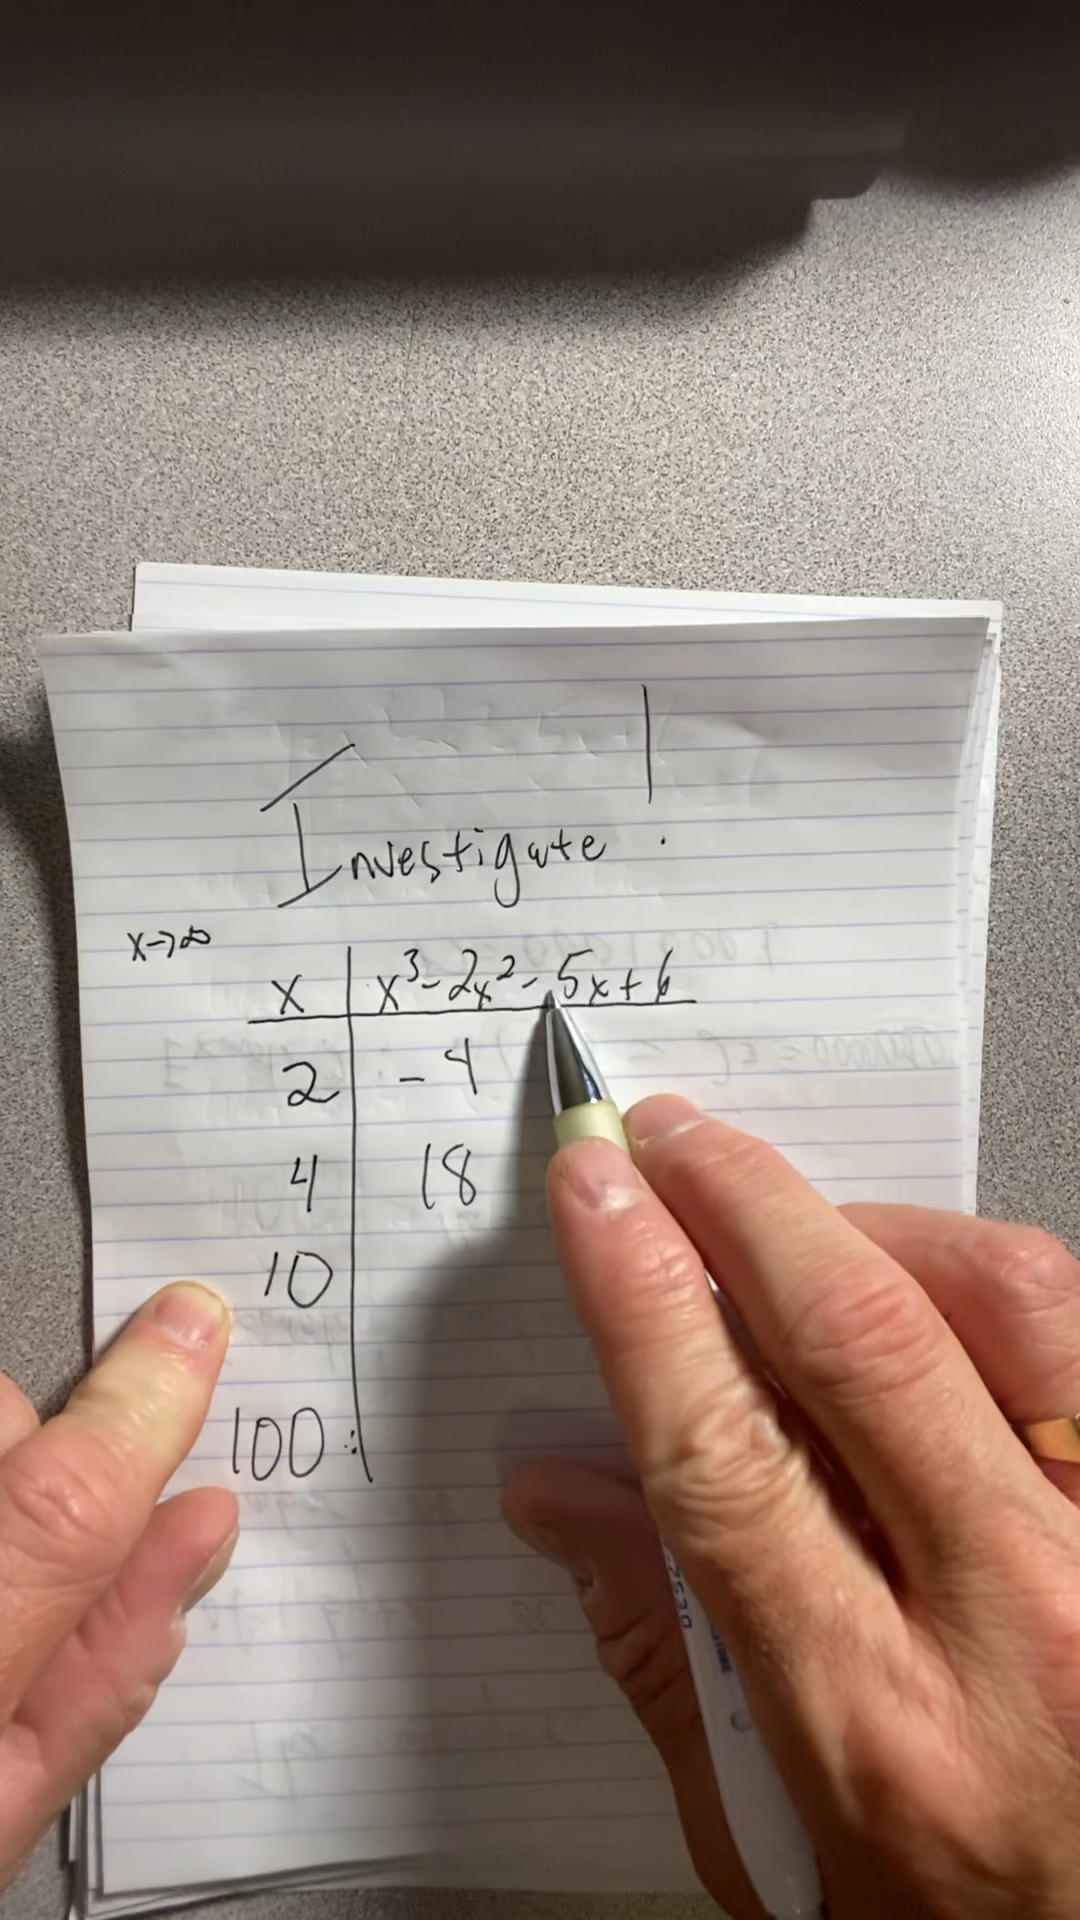 Investigate
x→∞
x | x³-2x²-5x+6
2 | -4
4 | 18
10
100